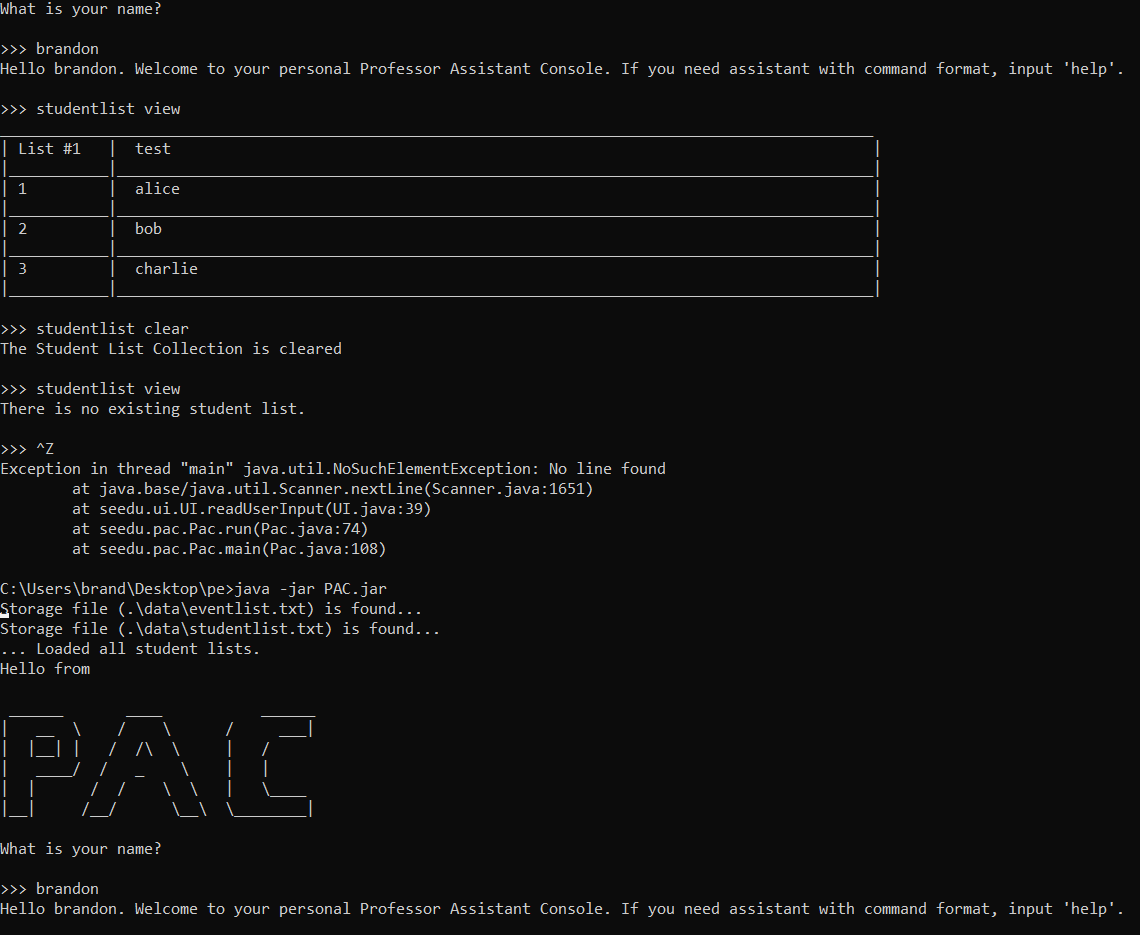 What is your name?
>>> brandon
Hello brandon. Welcome to your personal Professor Assistant Console. If you need assistant with command format, input 'help'.
>>> studentlist view
| List #1 | test |
| 1 | alice |
| 2 | bob |
| 3 | charlie |
>>> studentlist clear
The Student List Collection is cleared
>>> studentlist view
There is no existing student list.
>>> ^Z
Exception in thread "main" java.util.NoSuchElementException: No line found
at java.base/java.util.Scanner.nextLine(Scanner.java:1651)
at seedu.ui.UI.readUserInput(UI.java:39)
at seedu.pac.Pac.run(Pac.java:74)
at seedu.pac.Pac.main(Pac.java:108)
C:\Users\brand\Desktop\pe>java -jar PAC.jar
Storage file (.\data\eventlist.txt) is found...
Storage file (.\data\studentlist.txt) is found...
... Loaded all student lists.
Hello from
PAC
What is your name?
>>> brandon
Hello brandon. Welcome to your personal Professor Assistant Console. If you need assistant with command format, input 'help'.